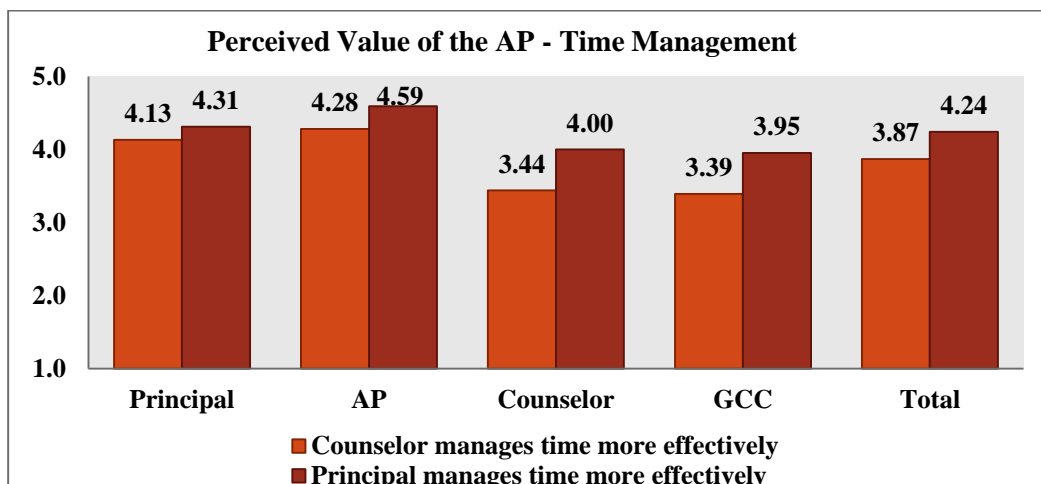 Perceived Value of the AP - Time Management
5.0
4.0
3.0
2.0
1.0
4.13 4.31 4.28 4.59 3.44 4.00 3.39 3.95 3.87 4.24
Principal AP Counselor GCC Total
Counselor manages time more effectively
Principal manages time more effectively